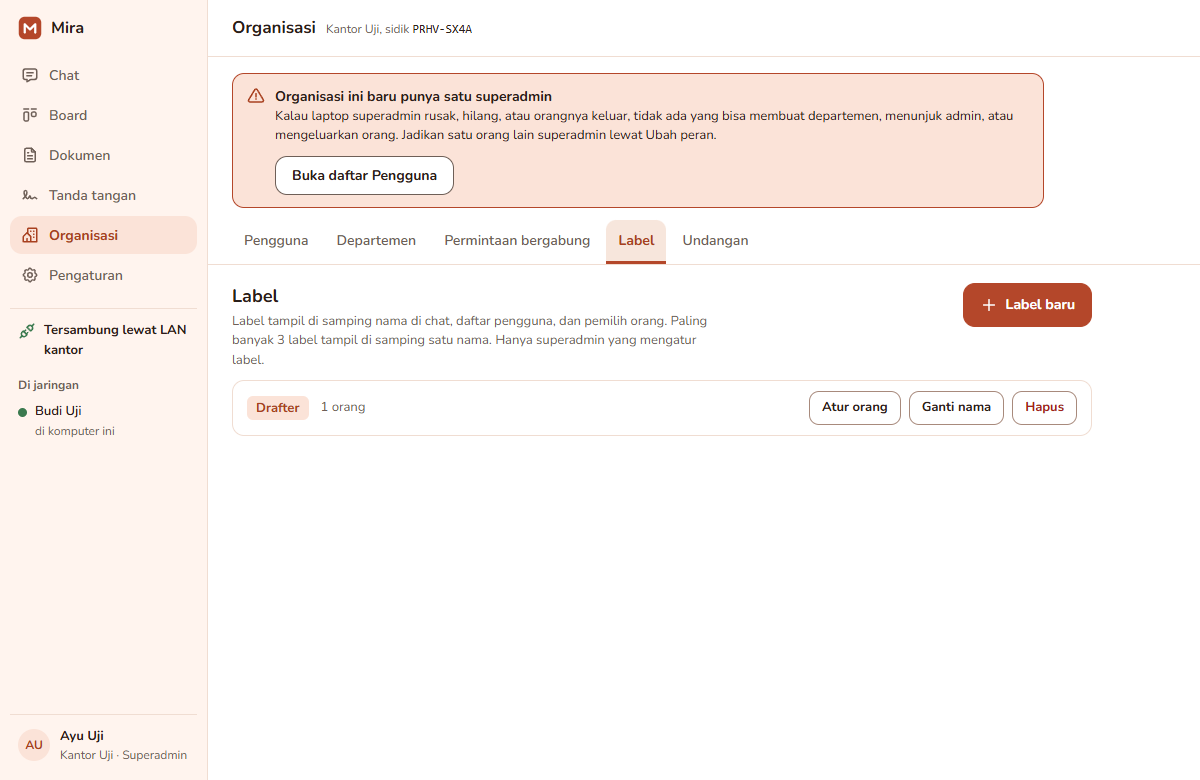 Mira
Chat
Board
Dokumen
Tanda tangan
Organisasi
Pengaturan
Tersambung lewat LAN
kantor
Di jaringan
Budi Uji
di komputer ini
AU
Ayu Uji
Kantor Uji · Superadmin
Organisasi Kantor Uji, sidik PRHV-SX4A
Organisasi ini baru punya satu superadmin
Kalau laptop superadmin rusak, hilang, atau orangnya keluar, tidak ada yang bisa membuat departemen, menunjuk admin, atau
mengeluarkan orang. Jadikan satu orang lain superadmin lewat Ubah peran.
Buka daftar Pengguna
Pengguna Departemen Permintaan bergabung Label Undangan
Label
Label tampil di samping nama di chat, daftar pengguna, dan pemilih orang. Paling
banyak 3 label tampil di samping satu nama. Hanya superadmin yang mengatur
label.
+ Label baru
Drafter 1 orang Atur orang Ganti nama Hapus